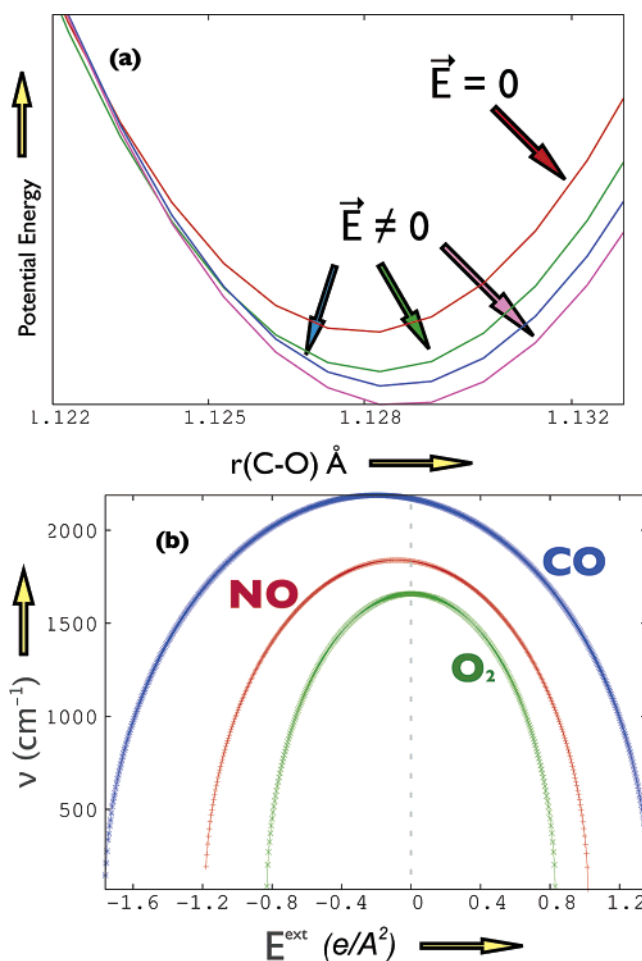 (a)
E⃗ = 0
E⃗ ≠ 0
Potential Energy
1.122 1.125 1.128 1.132
r(C-O) Å
(b)
2000
1500
1000
500
NO
CO
O₂
ν (cm⁻¹)
-1.6 -1.2 -0.8 -0.4 0 0.4 0.8 1.2
E^ext (e/A²)